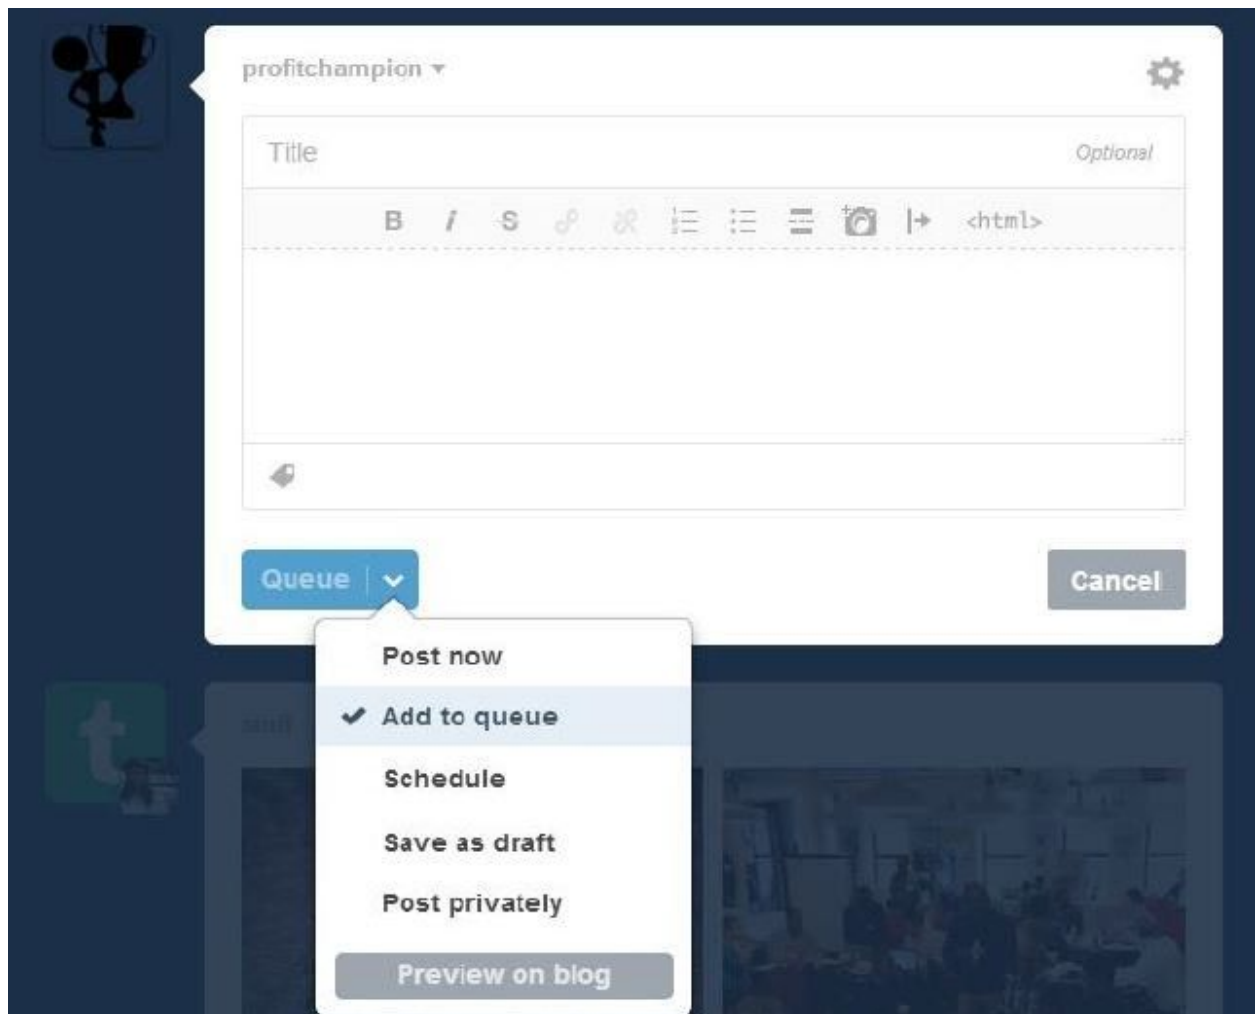 profitchampion
Title Optional
B i S <html>
Queue
Cancel
Post now
Add to queue
Schedule
Save as draft
Post privately
Preview on blog